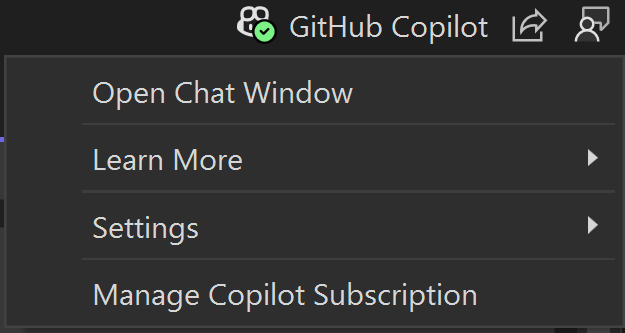 GitHub Copilot
Open Chat Window
Learn More
Settings
Manage Copilot Subscription